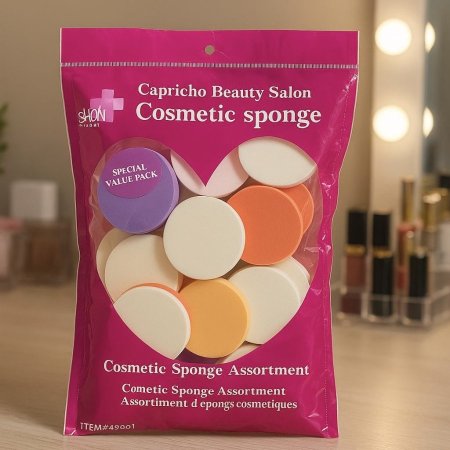 Capricho Beauty Salon
Cosmetic sponge
SHON
SPECIAL
VALUE PACK
Cosmetic Sponge Assortment
Cometic Sponge Assortment
Assortiment d epongs cosmetiques
ITEM#49001